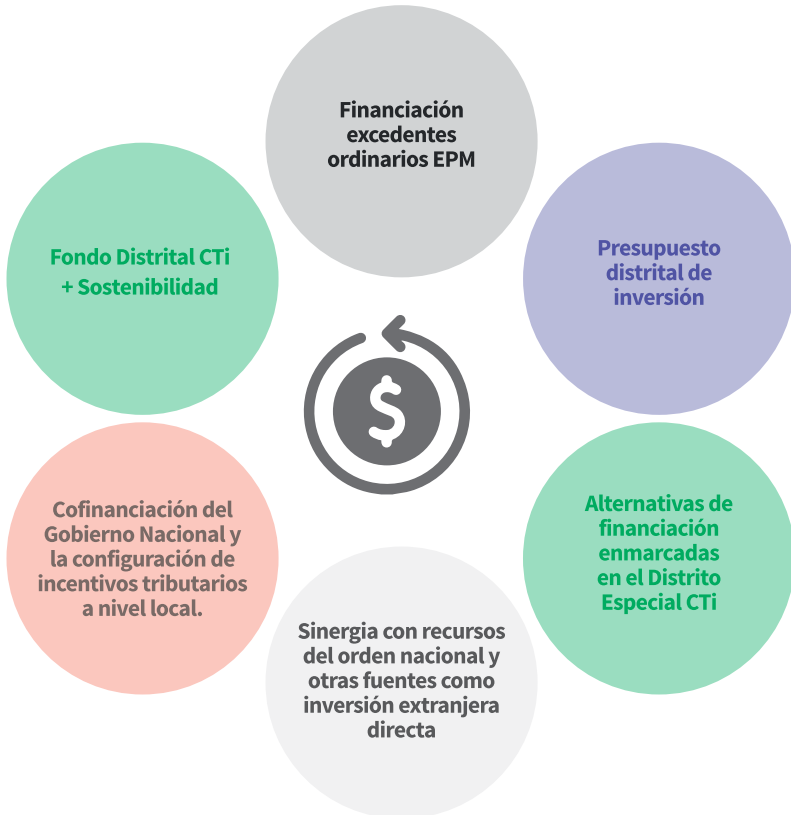 Financiación
excedentes
ordinarios EPM
Fondo Distrital CTi
+ Sostenibilidad
Presupuesto
distrital de
inversión
$
Cofinanciación del
Gobierno Nacional y
la configuración de
incentivos tributarios
a nivel local.
Alternativas de
financiación
enmarcadas
en el Distrito
Especial CTi
Sinergia con recursos
del orden nacional y
otras fuentes como
inversión extranjera
directa